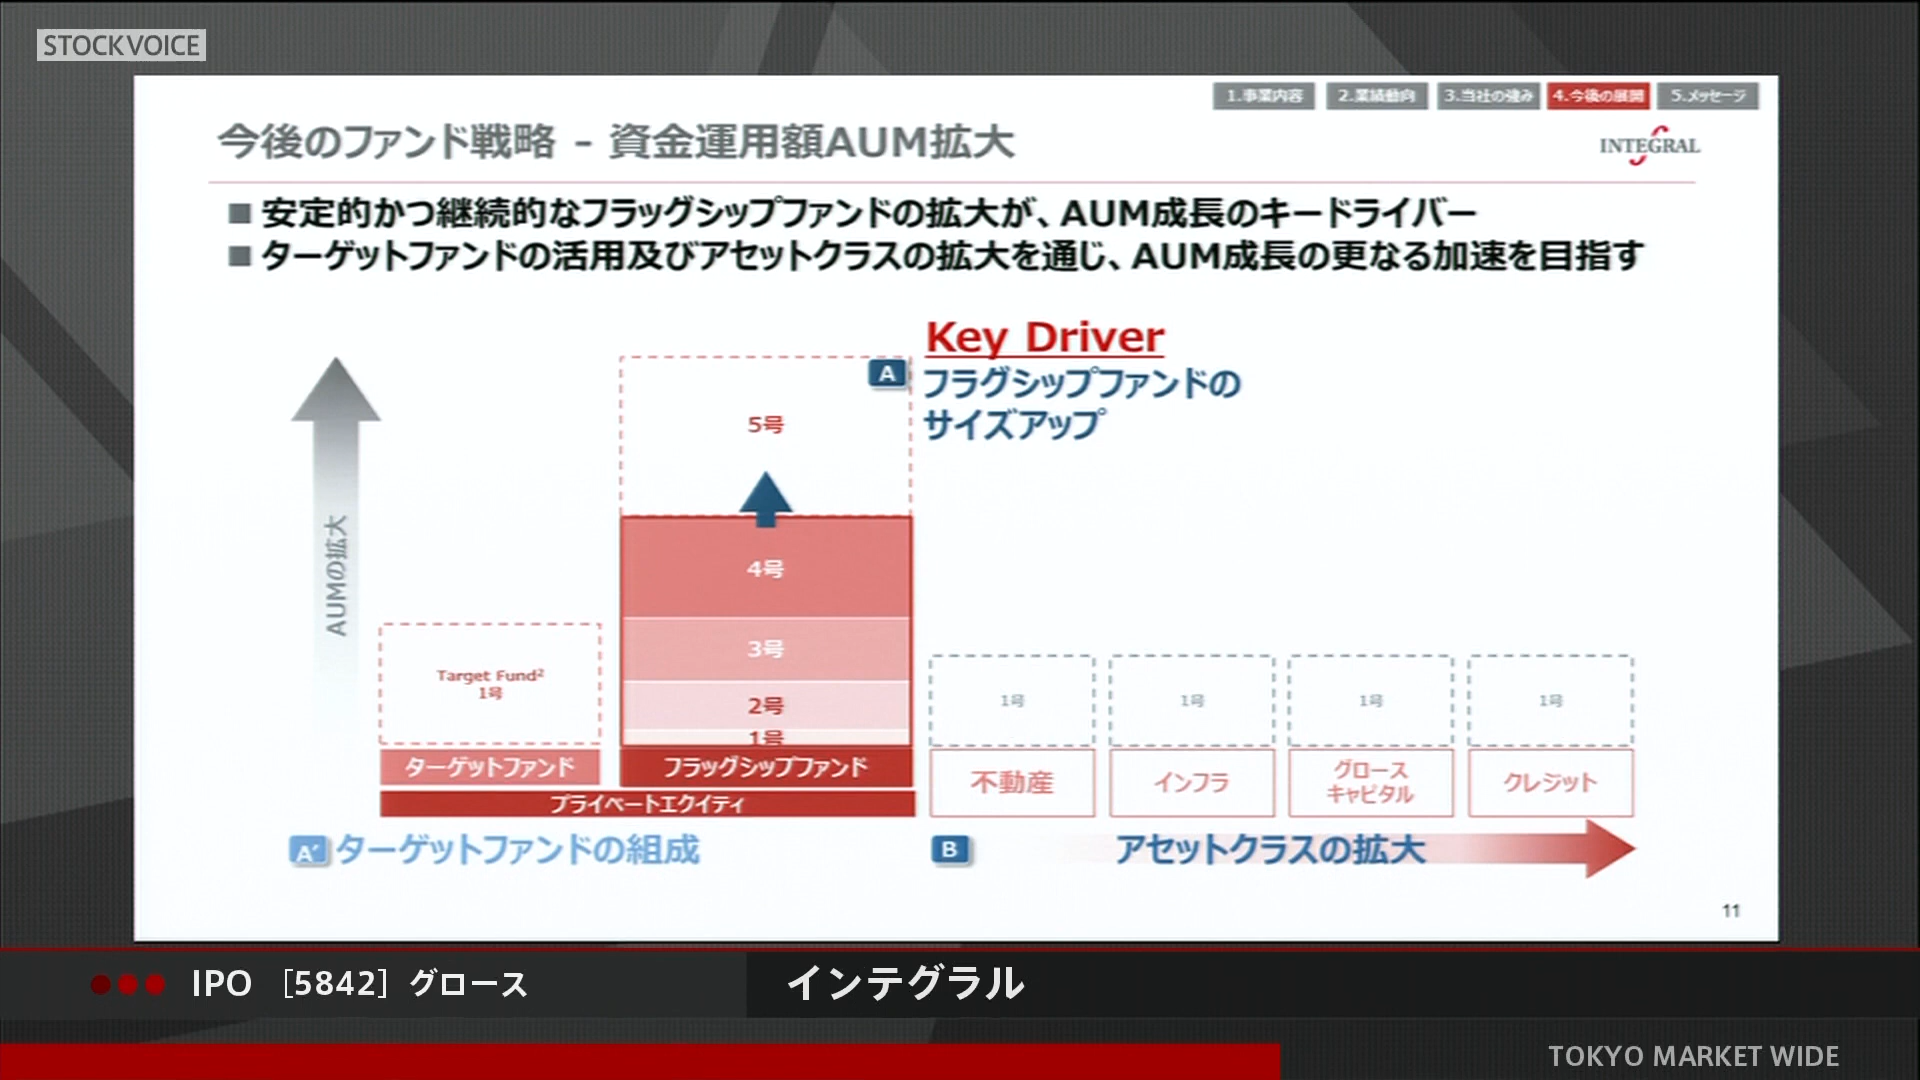 STOCKVOICE
1.事業内容
2.業績動向
3.当社の強み
4.今後の展開
5.メッセージ
今後のファンド戦略 – 資金運用額AUM拡大
INTEGRAL
■ 安定的かつ継続的なフラッグシップファンドの拡大が、AUM成長のキードライバー
■ ターゲットファンドの活用及びアセットクラスの拡大を通じ、AUM成長の更なる加速を目指す
Key Driver
A
フラグシップファンドの
サイズアップ
5号
AUMの拡大
4号
3号
2号
1号
Target Fund²
1号
1号
1号
1号
1号
ターゲットファンド
フラッグシップファンド
プライベートエクイティ
不動産
インフラ
グロース
キャピタル
クレジット
A' ターゲットファンドの組成
B アセットクラスの拡大
11
IPO [5842] グロース
インテグラル
TOKYO MARKET WIDE